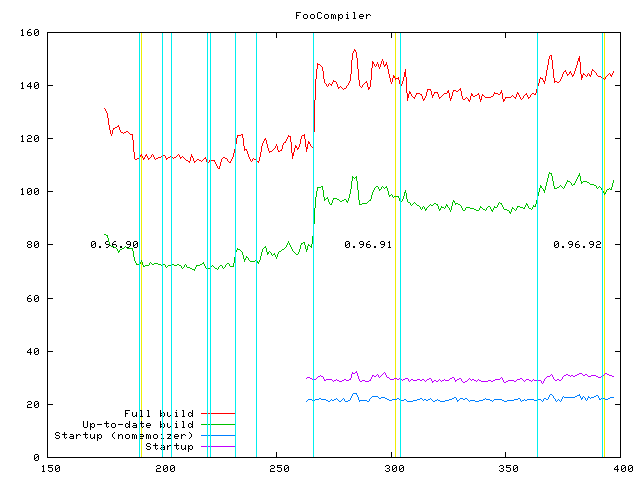 FooCompiler
160
140
120
100
80
0.96.90 0.96.91 0.96.92
60
40
20
Full build
Up-to-date build
Startup (nomemoizer)
Startup
0
150 200 250 300 350 400